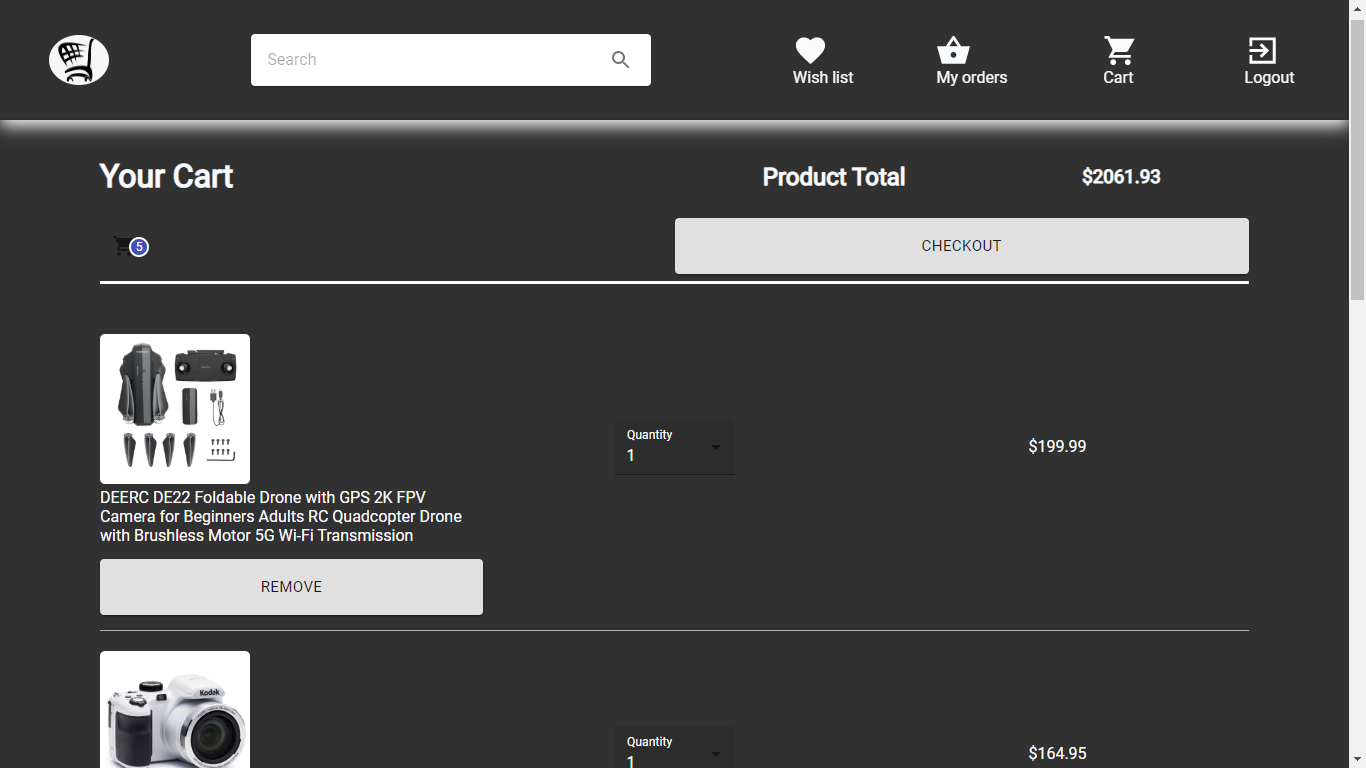 Search
Wish list
My orders
Cart
Logout
Your Cart
Product Total
$2061.93
5
CHECKOUT
Quantity
1
$199.99
DEERC DE22 Foldable Drone with GPS 2K FPV
Camera for Beginners Adults RC Quadcopter Drone
with Brushless Motor 5G Wi-Fi Transmission
REMOVE
Kodak
Quantity
1
$164.95